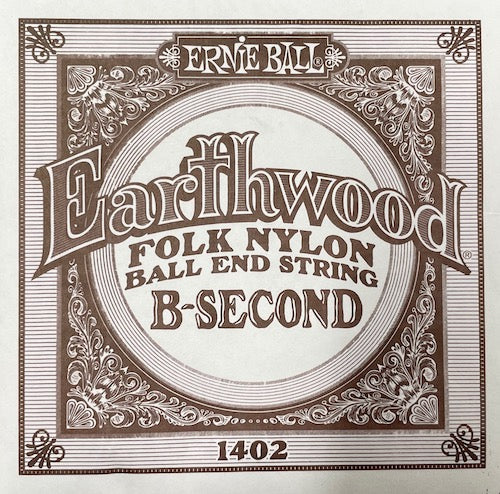 ERNIE BALL®
Earthwood®
FOLK NYLON
BALL END STRING
B-SECOND
1402